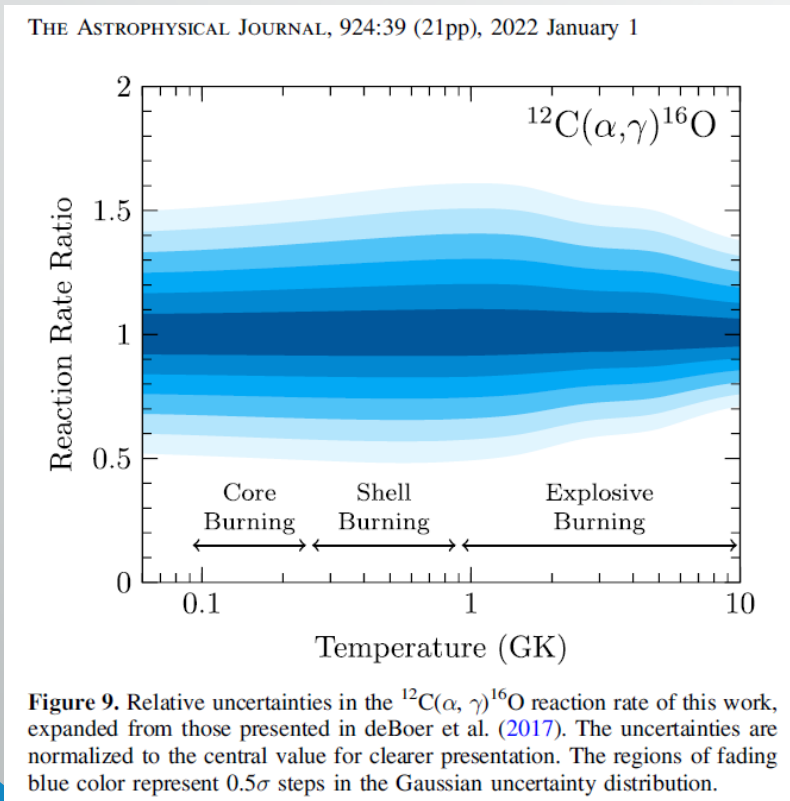 THE ASTROPHYSICAL JOURNAL, 924:39 (21pp), 2022 January 1
¹²C(α,γ)¹⁶O
2
1.5
1
0.5
0
Reaction Rate Ratio
Core
Burning
Shell
Burning
Explosive
Burning
0.1
1
10
Temperature (GK)
Figure 9. Relative uncertainties in the ¹²C(α, γ)¹⁶O reaction rate of this work,
expanded from those presented in deBoer et al. (2017). The uncertainties are
normalized to the central value for clearer presentation. The regions of fading
blue color represent 0.5σ steps in the Gaussian uncertainty distribution.